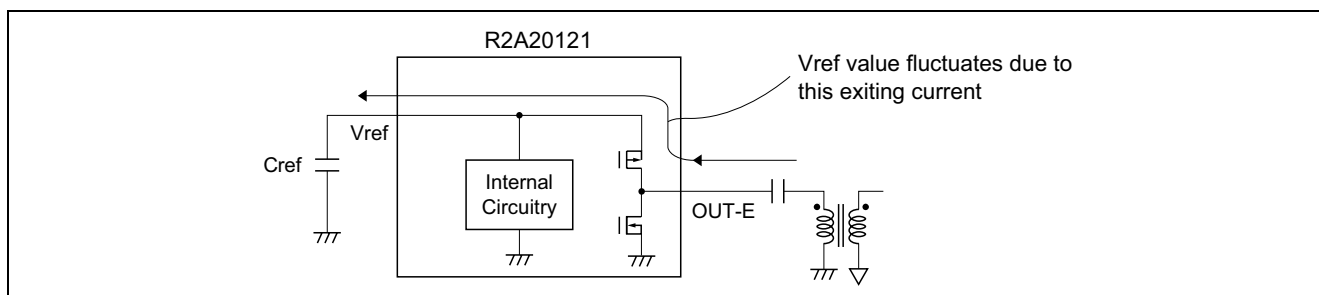 R2A20121
Vref value fluctuates due to
this exiting current
Vref
Cref
Internal
Circuitry
OUT-E